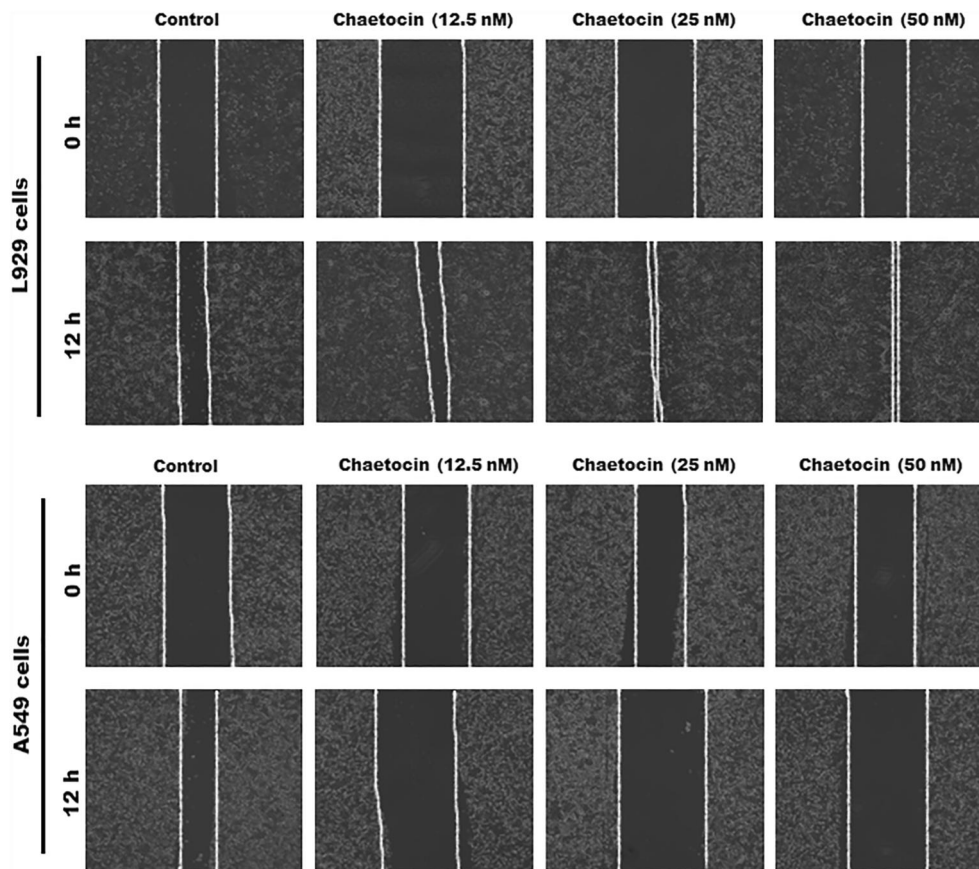 Control Chaetocin (12.5 nM) Chaetocin (25 nM) Chaetocin (50 nM)
L929 cells
0 h
12 h
Control Chaetocin (12.5 nM) Chaetocin (25 nM) Chaetocin (50 nM)
A549 cells
0 h
12 h